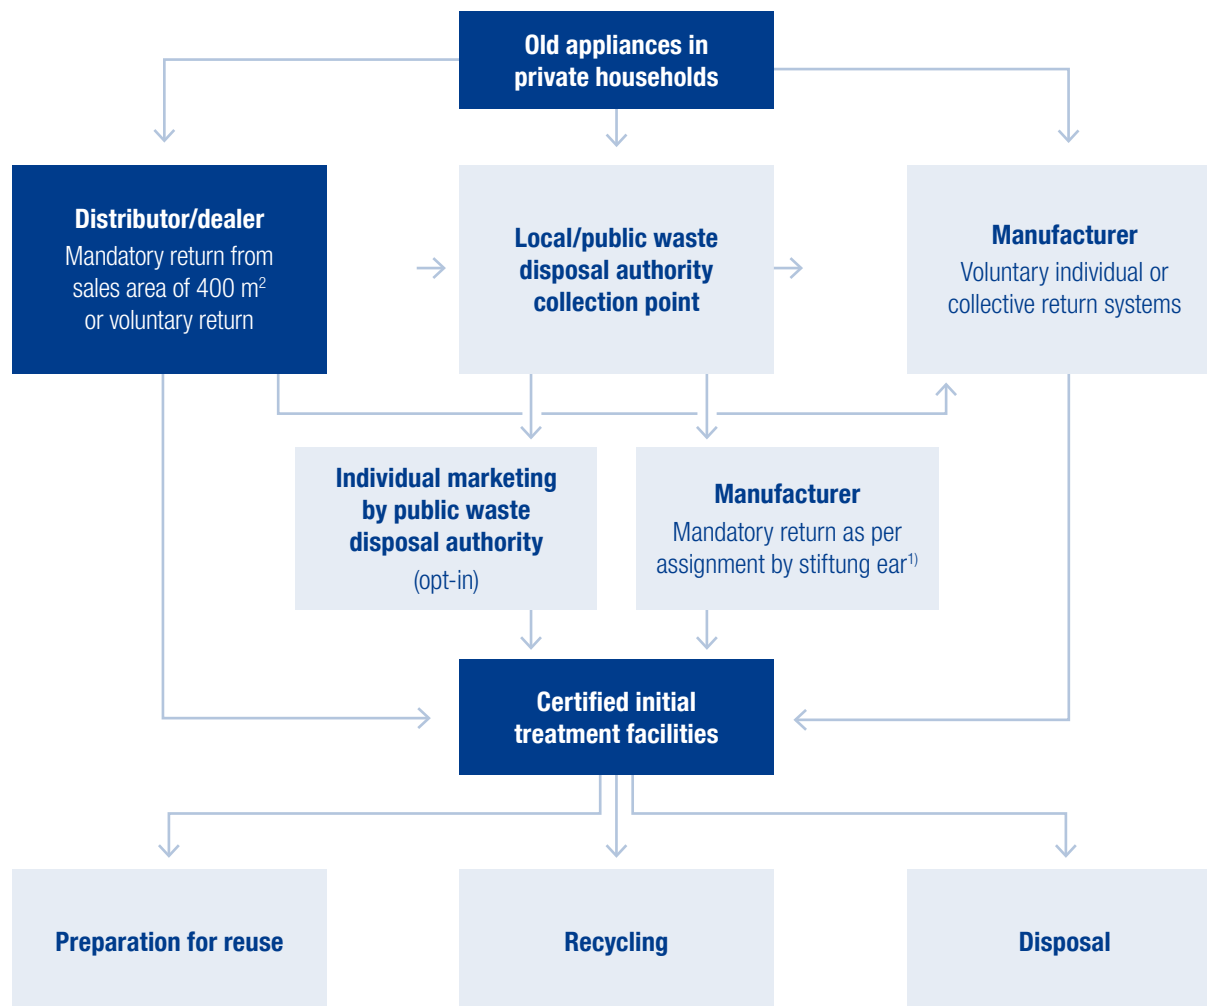 Old appliances in
private households
Distributor/dealer
Mandatory return from
sales area of 400 m²
or voluntary return
Local/public waste
disposal authority
collection point
Manufacturer
Voluntary individual or
collective return systems
Individual marketing
by public waste
disposal authority
(opt-in)
Manufacturer
Mandatory return as per
assignment by stiftung ear¹⁾
Certified initial
treatment facilities
Preparation for reuse
Recycling
Disposal